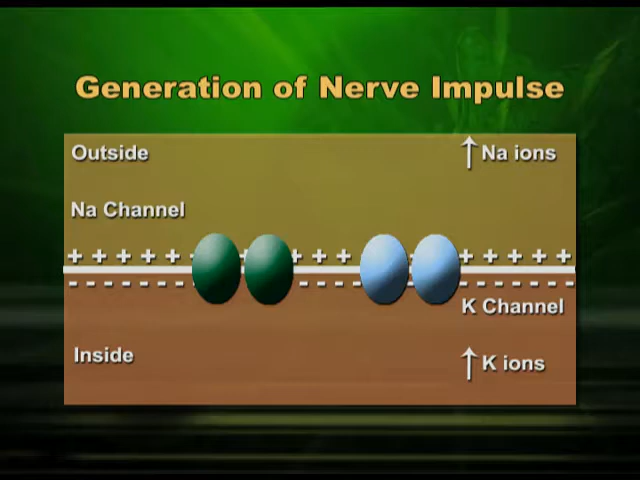 Generation of Nerve Impulse
Outside
↑ Na ions
Na Channel
+ + + + + + + + + + + + +
- - - - - - - - - - - - - - - - - - - - - -
K Channel
Inside
↑ K ions